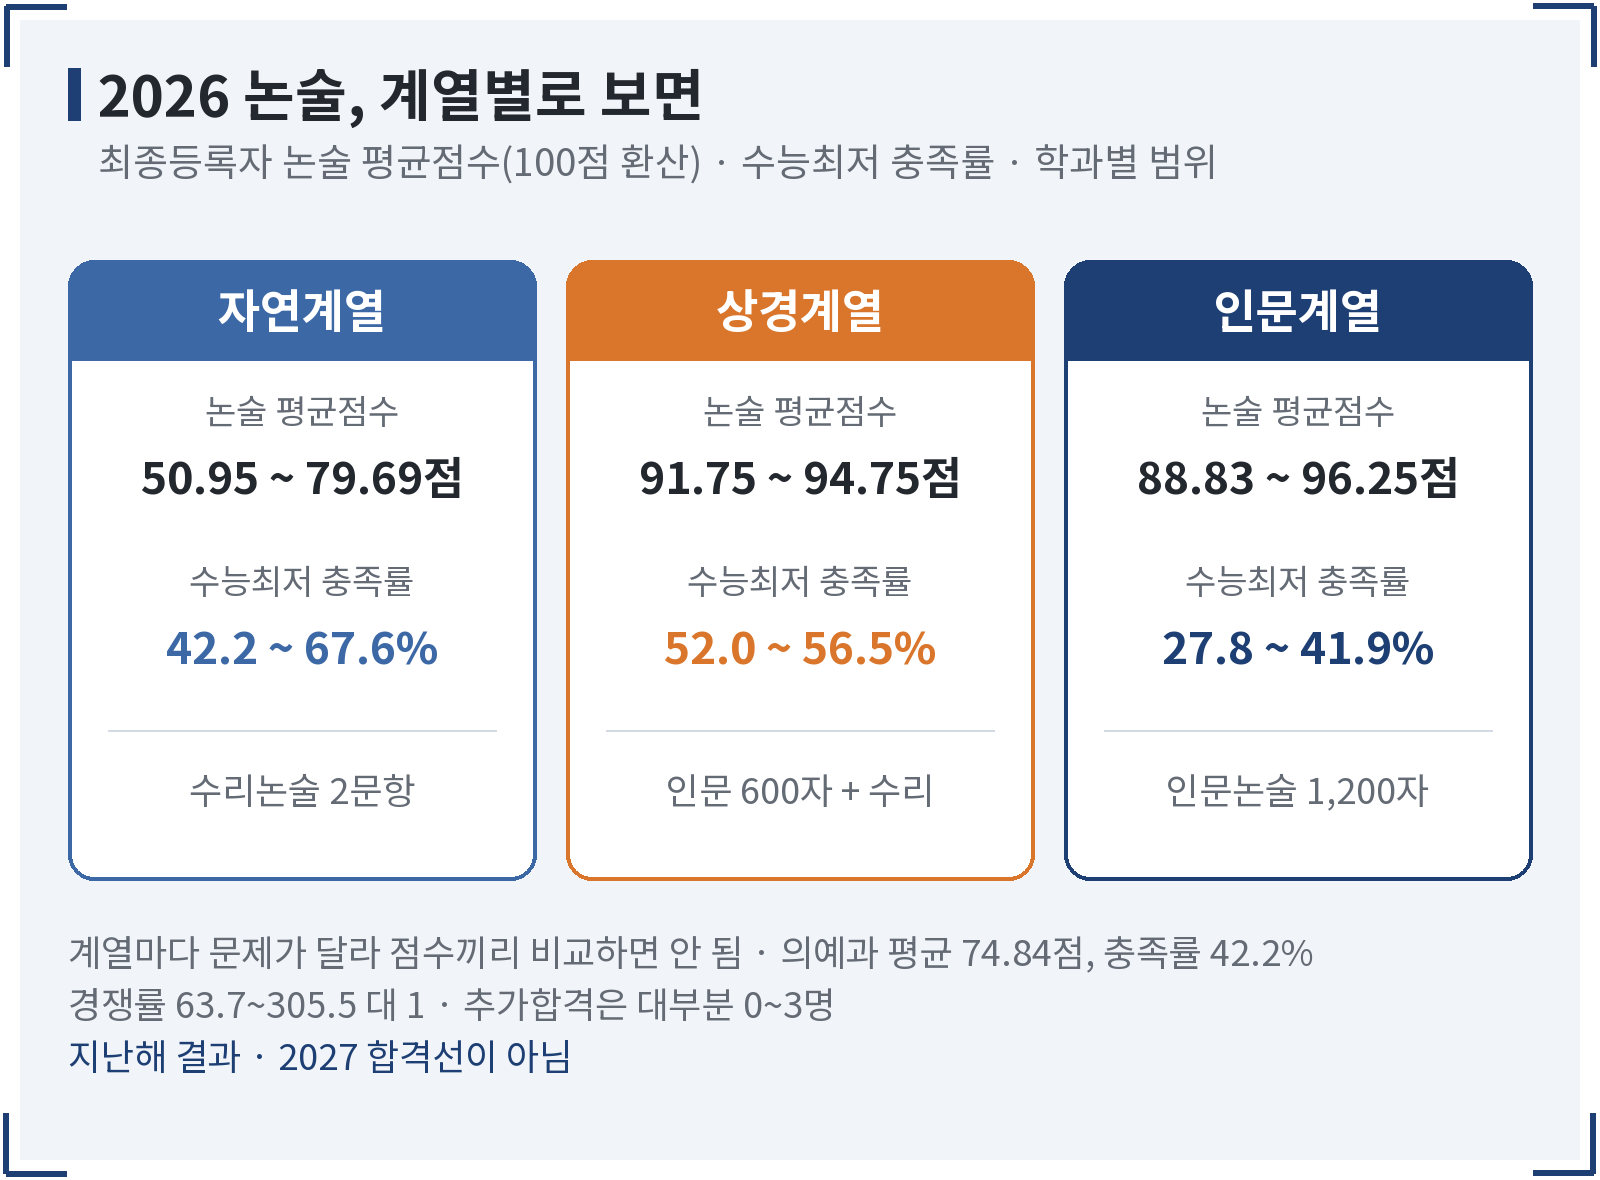 2026 논술, 계열별로 보면
최종등록자 논술 평균점수(100점 환산) · 수능최저 충족률 · 학과별 범위
자연계열
논술 평균점수
50.95 ~ 79.69점
수능최저 충족률
42.2 ~ 67.6%
수리논술 2문항
상경계열
논술 평균점수
91.75 ~ 94.75점
수능최저 충족률
52.0 ~ 56.5%
인문 600자 + 수리
인문계열
논술 평균점수
88.83 ~ 96.25점
수능최저 충족률
27.8 ~ 41.9%
인문논술 1,200자
계열마다 문제가 달라 점수끼리 비교하면 안 됨 · 의예과 평균 74.84점, 충족률 42.2%
경쟁률 63.7~305.5 대 1 · 추가합격은 대부분 0~3명
지난해 결과 · 2027 합격선이 아님